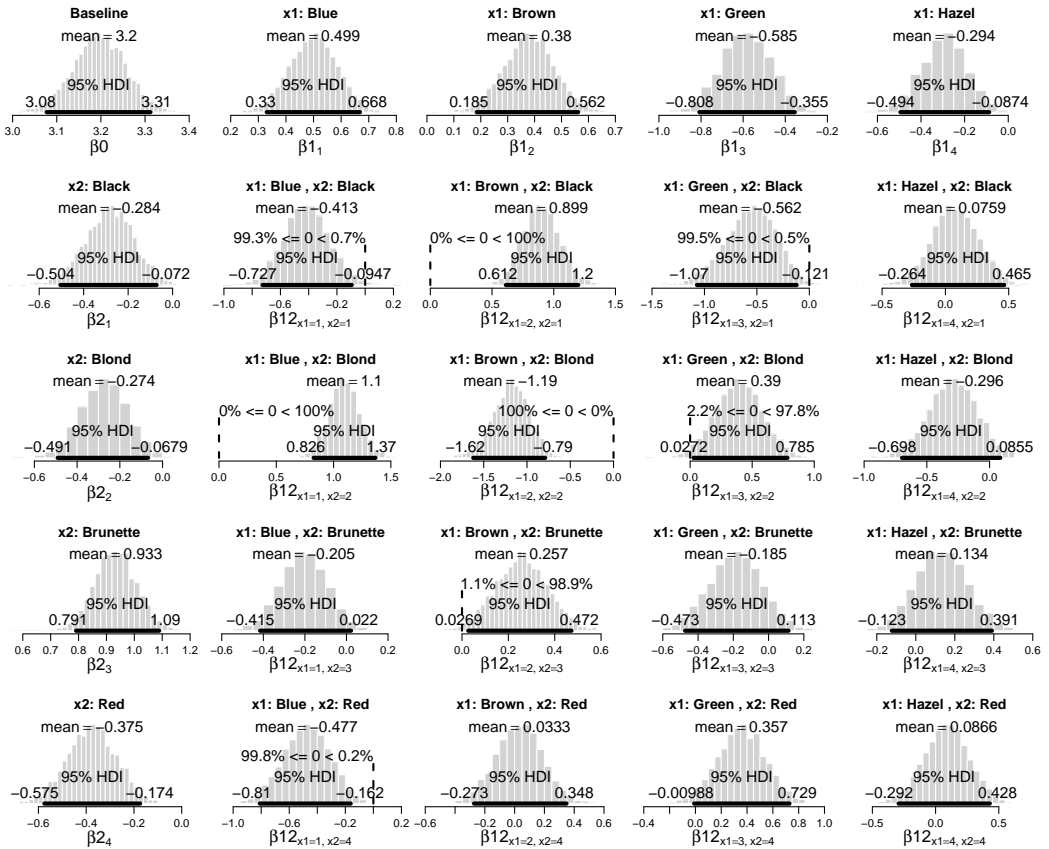 Baseline
mean = 3.2
95% HDI
3.08 3.31
3.0 3.1 3.2 3.3 3.4
β0
x1: Blue
mean = 0.499
95% HDI
0.33 0.668
0.2 0.3 0.4 0.5 0.6 0.7 0.8
β1₁
x1: Brown
mean = 0.38
95% HDI
0.185 0.562
0.0 0.1 0.2 0.3 0.4 0.5 0.6 0.7
β1₂
x1: Green
mean = −0.585
95% HDI
−0.808 −0.355
−1.0 −0.8 −0.6 −0.4 −0.2
β1₃
x1: Hazel
mean = −0.294
95% HDI
−0.494 −0.0874
−0.6 −0.4 −0.2 0.0
β1₄
x2: Black
mean = −0.284
95% HDI
−0.504 −0.072
−0.6 −0.4 −0.2 0.0
β2₁
x1: Blue , x2: Black
mean = −0.413
99.3% <= 0 < 0.7%
95% HDI
−0.727 −0.0947
−1.0 −0.6 −0.2 0.2
β12x1=1, x2=1
x1: Brown , x2: Black
mean = 0.899
0% <= 0 < 100%
95% HDI
0.612 1.2
0.0 0.5 1.0 1.5
β12x1=2, x2=1
x1: Green , x2: Black
mean = −0.562
99.5% <= 0 < 0.5%
95% HDI
−1.07 −0.121
−1.5 −1.0 −0.5 0.0
β12x1=3, x2=1
x1: Hazel , x2: Black
mean = 0.0759
95% HDI
−0.264 0.465
−0.5 0.0 0.5
β12x1=4, x2=1
x2: Blond
mean = −0.274
95% HDI
−0.491 −0.0679
−0.6 −0.4 −0.2 0.0
β2₂
x1: Blue , x2: Blond
mean = 1.1
0% <= 0 < 100%
95% HDI
0.826 1.37
0.0 0.5 1.0 1.5
β12x1=1, x2=2
x1: Brown , x2: Blond
mean = −1.19
100% <= 0 < 0%
95% HDI
−1.62 −0.79
−2.0 −1.5 −1.0 −0.5 0.0
β12x1=2, x2=2
x1: Green , x2: Blond
mean = 0.39
2.2% <= 0 < 97.8%
95% HDI
0.0272 0.785
0.0 0.5 1.0
β12x1=3, x2=2
x1: Hazel , x2: Blond
mean = −0.296
95% HDI
−0.698 0.0855
−1.0 −0.5 0.0
β12x1=4, x2=2
x2: Brunette
mean = 0.933
95% HDI
0.791 1.09
0.6 0.7 0.8 0.9 1.0 1.1 1.2
β2₃
x1: Blue , x2: Brunette
mean = −0.205
95% HDI
−0.415 0.022
−0.6 −0.4 −0.2 0.0 0.2
β12x1=1, x2=3
x1: Brown , x2: Brunette
mean = 0.257
1.1% <= 0 < 98.9%
95% HDI
0.0269 0.472
0.0 0.2 0.4 0.6
β12x1=2, x2=3
x1: Green , x2: Brunette
mean = −0.185
95% HDI
−0.473 0.113
−0.6 −0.4 −0.2 0.0 0.2
β12x1=3, x2=3
x1: Hazel , x2: Brunette
mean = 0.134
95% HDI
−0.123 0.391
−0.2 0.0 0.2 0.4 0.6
β12x1=4, x2=3
x2: Red
mean = −0.375
95% HDI
−0.575 −0.174
−0.6 −0.4 −0.2 0.0
β2₄
x1: Blue , x2: Red
mean = −0.477
99.8% <= 0 < 0.2%
95% HDI
−0.81 −0.162
−1.0 −0.6 −0.2 0.2
β12x1=1, x2=4
x1: Brown , x2: Red
mean = 0.0333
95% HDI
−0.273 0.348
−0.4 −0.2 0.0 0.2 0.4 0.6
β12x1=2, x2=4
x1: Green , x2: Red
mean = 0.357
95% HDI
−0.00988 0.729
−0.4 0.0 0.2 0.4 0.6 0.8 1.0
β12x1=3, x2=4
x1: Hazel , x2: Red
mean = 0.0866
95% HDI
−0.292 0.428
−0.5 0.0 0.5
β12x1=4, x2=4